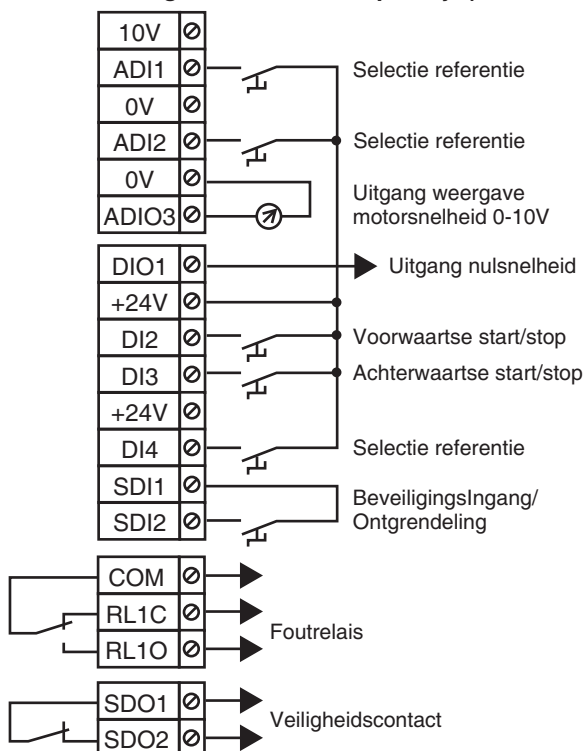 10V
ADI1 Selectie referentie
0V
ADI2 Selectie referentie
0V
Uitgang weergave
motorsnelheid 0-10V
ADIO3
DIO1 Uitgang nulsnelheid
+24V
DI2 Voorwaartse start/stop
DI3 Achterwaartse start/stop
+24V
DI4 Selectie referentie
SDI1
BeveiligingsIngang/
Ontgrendeling
SDI2
COM
RL1C
Foutrelais
RL1O
SDO1
Veiligheidscontact
SDO2